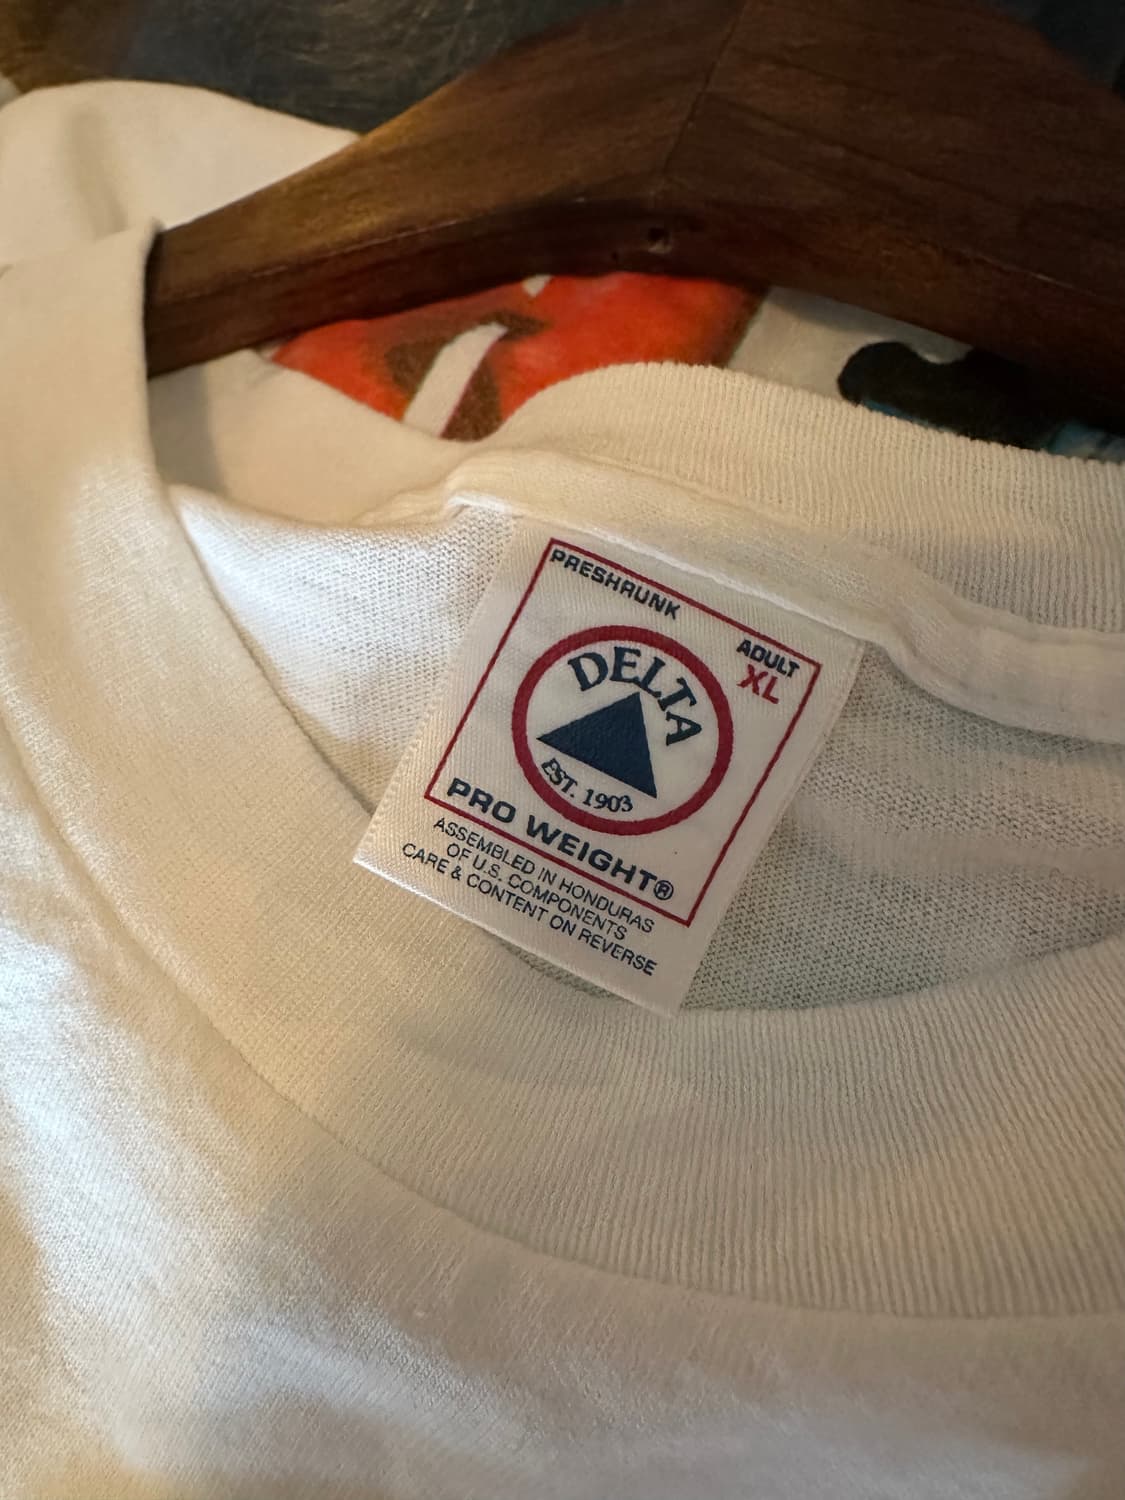 PRESHRUNK
ADULT
XL
DELTA
EST. 1903
PRO WEIGHT®
ASSEMBLED IN HONDURAS
OF U.S. COMPONENTS
CARE & CONTENT ON REVERSE